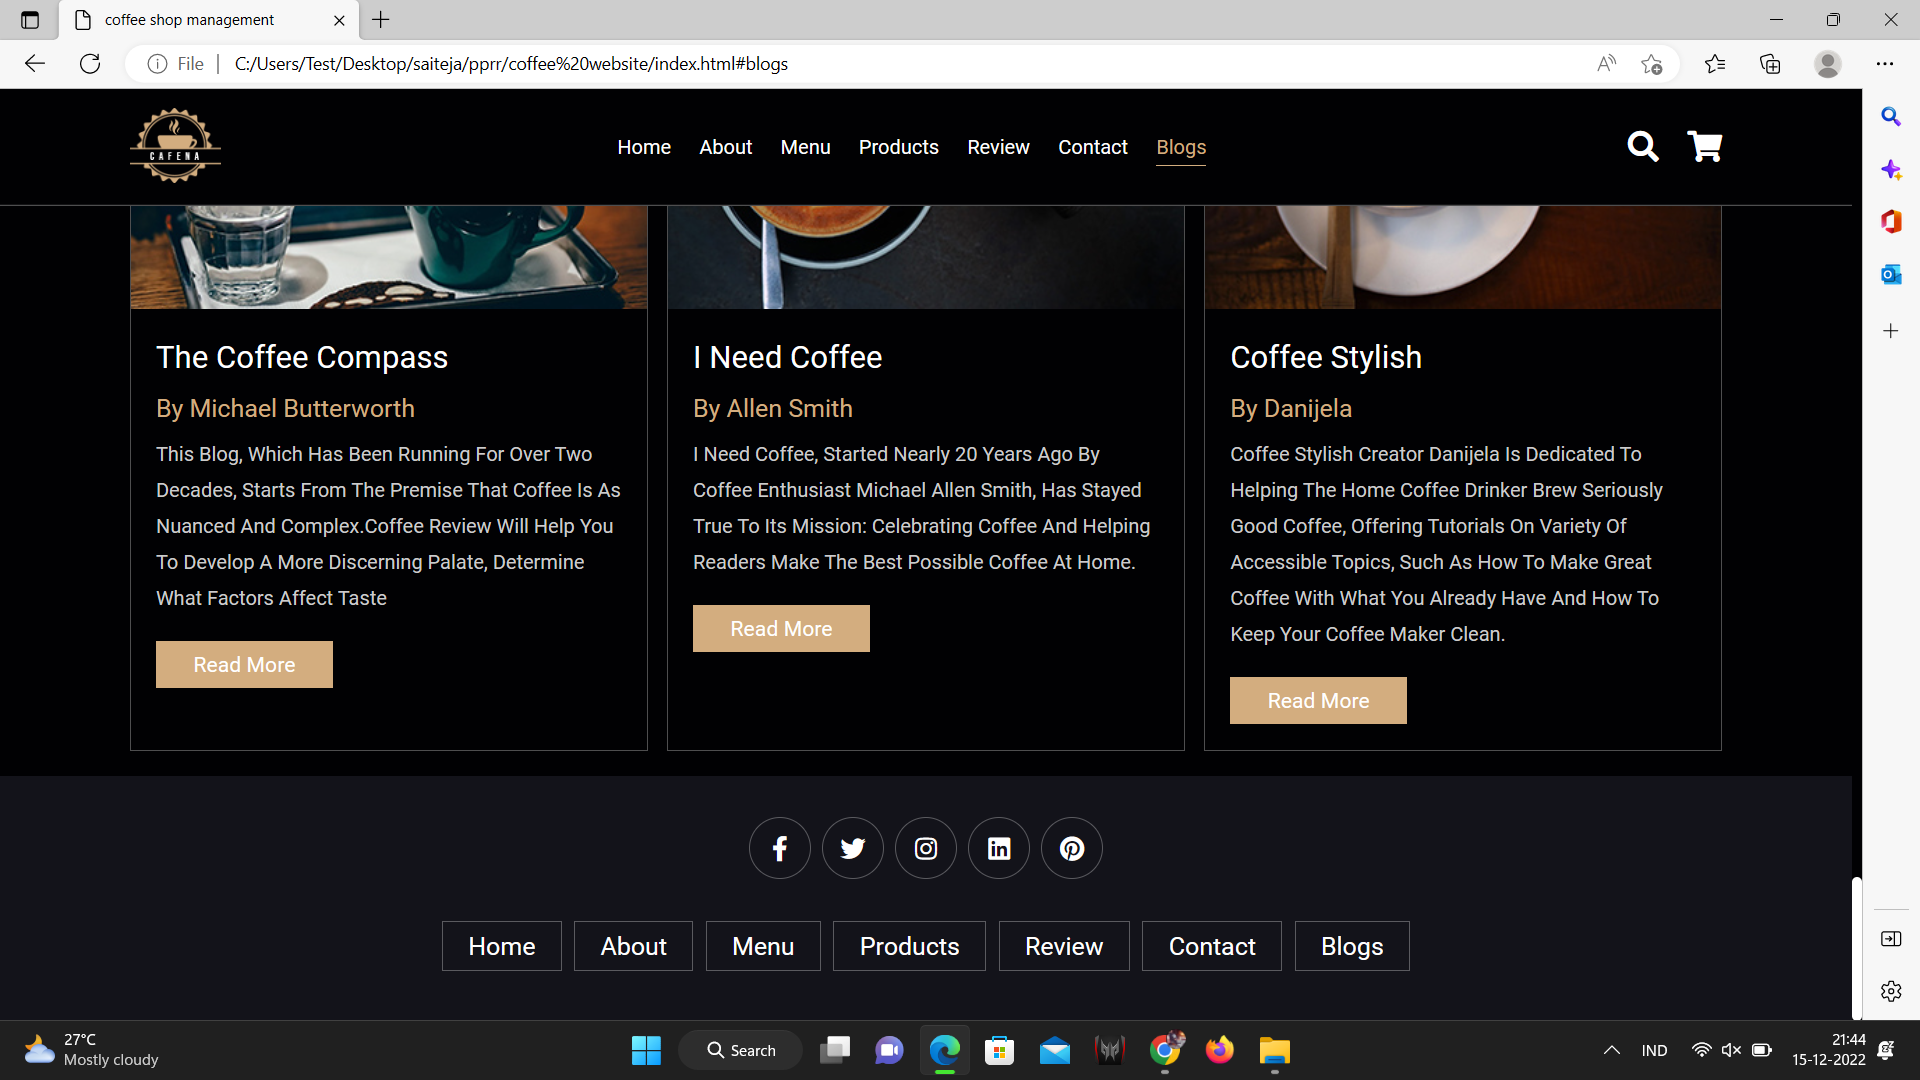 coffee shop management
File
C:/Users/Test/Desktop/saiteja/pprr/coffee%20website/index.html#blogs
CAFENA
Home About Menu Products Review Contact Blogs
The Coffee Compass
By Michael Butterworth
This Blog, Which Has Been Running For Over Two
Decades, Starts From The Premise That Coffee Is As
Nuanced And Complex.Coffee Review Will Help You
To Develop A More Discerning Palate, Determine
What Factors Affect Taste
Read More
I Need Coffee
By Allen Smith
I Need Coffee, Started Nearly 20 Years Ago By
Coffee Enthusiast Michael Allen Smith, Has Stayed
True To Its Mission: Celebrating Coffee And Helping
Readers Make The Best Possible Coffee At Home.
Read More
Coffee Stylish
By Danijela
Coffee Stylish Creator Danijela Is Dedicated To
Helping The Home Coffee Drinker Brew Seriously
Good Coffee, Offering Tutorials On Variety Of
Accessible Topics, Such As How To Make Great
Coffee With What You Already Have And How To
Keep Your Coffee Maker Clean.
Read More
Home About Menu Products Review Contact Blogs
27°C
Mostly cloudy
Search
IND
21:44
15-12-2022